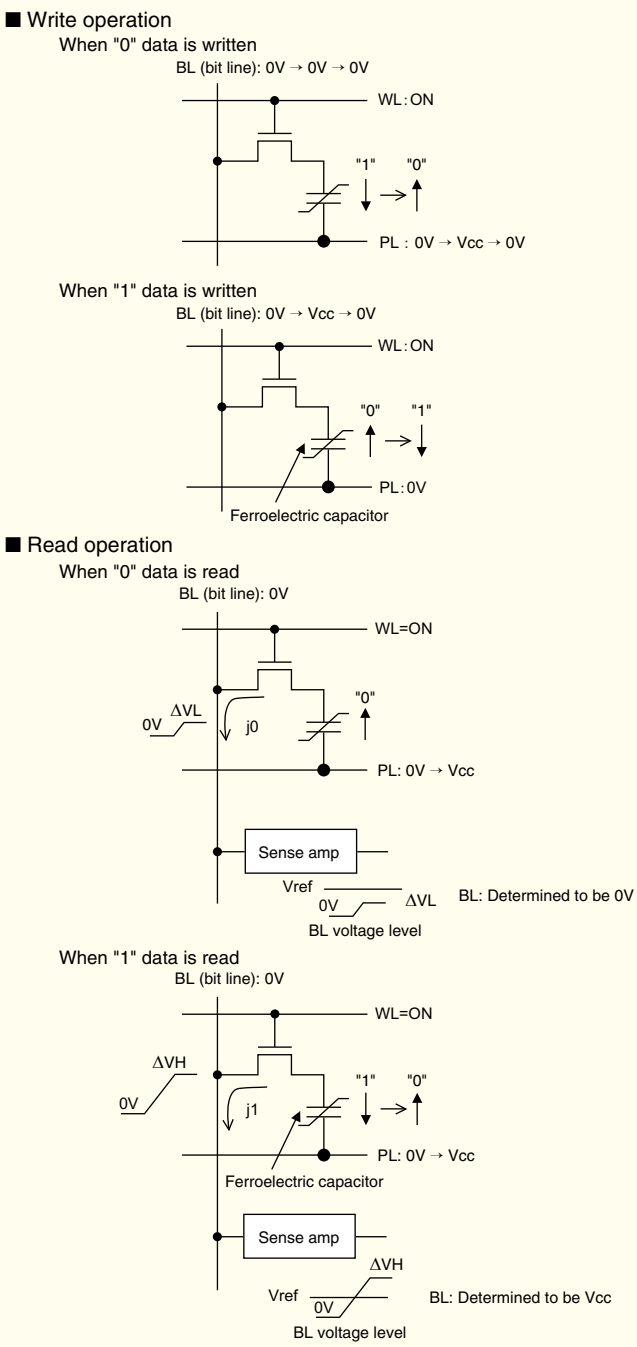 ■ Write operation
When "0" data is written
BL (bit line): 0V → 0V → 0V
WL: ON
"1" "0"
PL : 0V → Vcc → 0V
When "1" data is written
BL (bit line): 0V → Vcc → 0V
WL: ON
"0" "1"
PL: 0V
Ferroelectric capacitor
■ Read operation
When "0" data is read
BL (bit line): 0V
WL=ON
"0"
0V ΔVL
j0
PL: 0V → Vcc
Sense amp
Vref
0V ΔVL
BL: Determined to be 0V
BL voltage level
When "1" data is read
BL (bit line): 0V
WL=ON
ΔVH
"1" "0"
0V
j1
PL: 0V → Vcc
Ferroelectric capacitor
Sense amp
ΔVH
Vref
0V
BL: Determined to be Vcc
BL voltage level